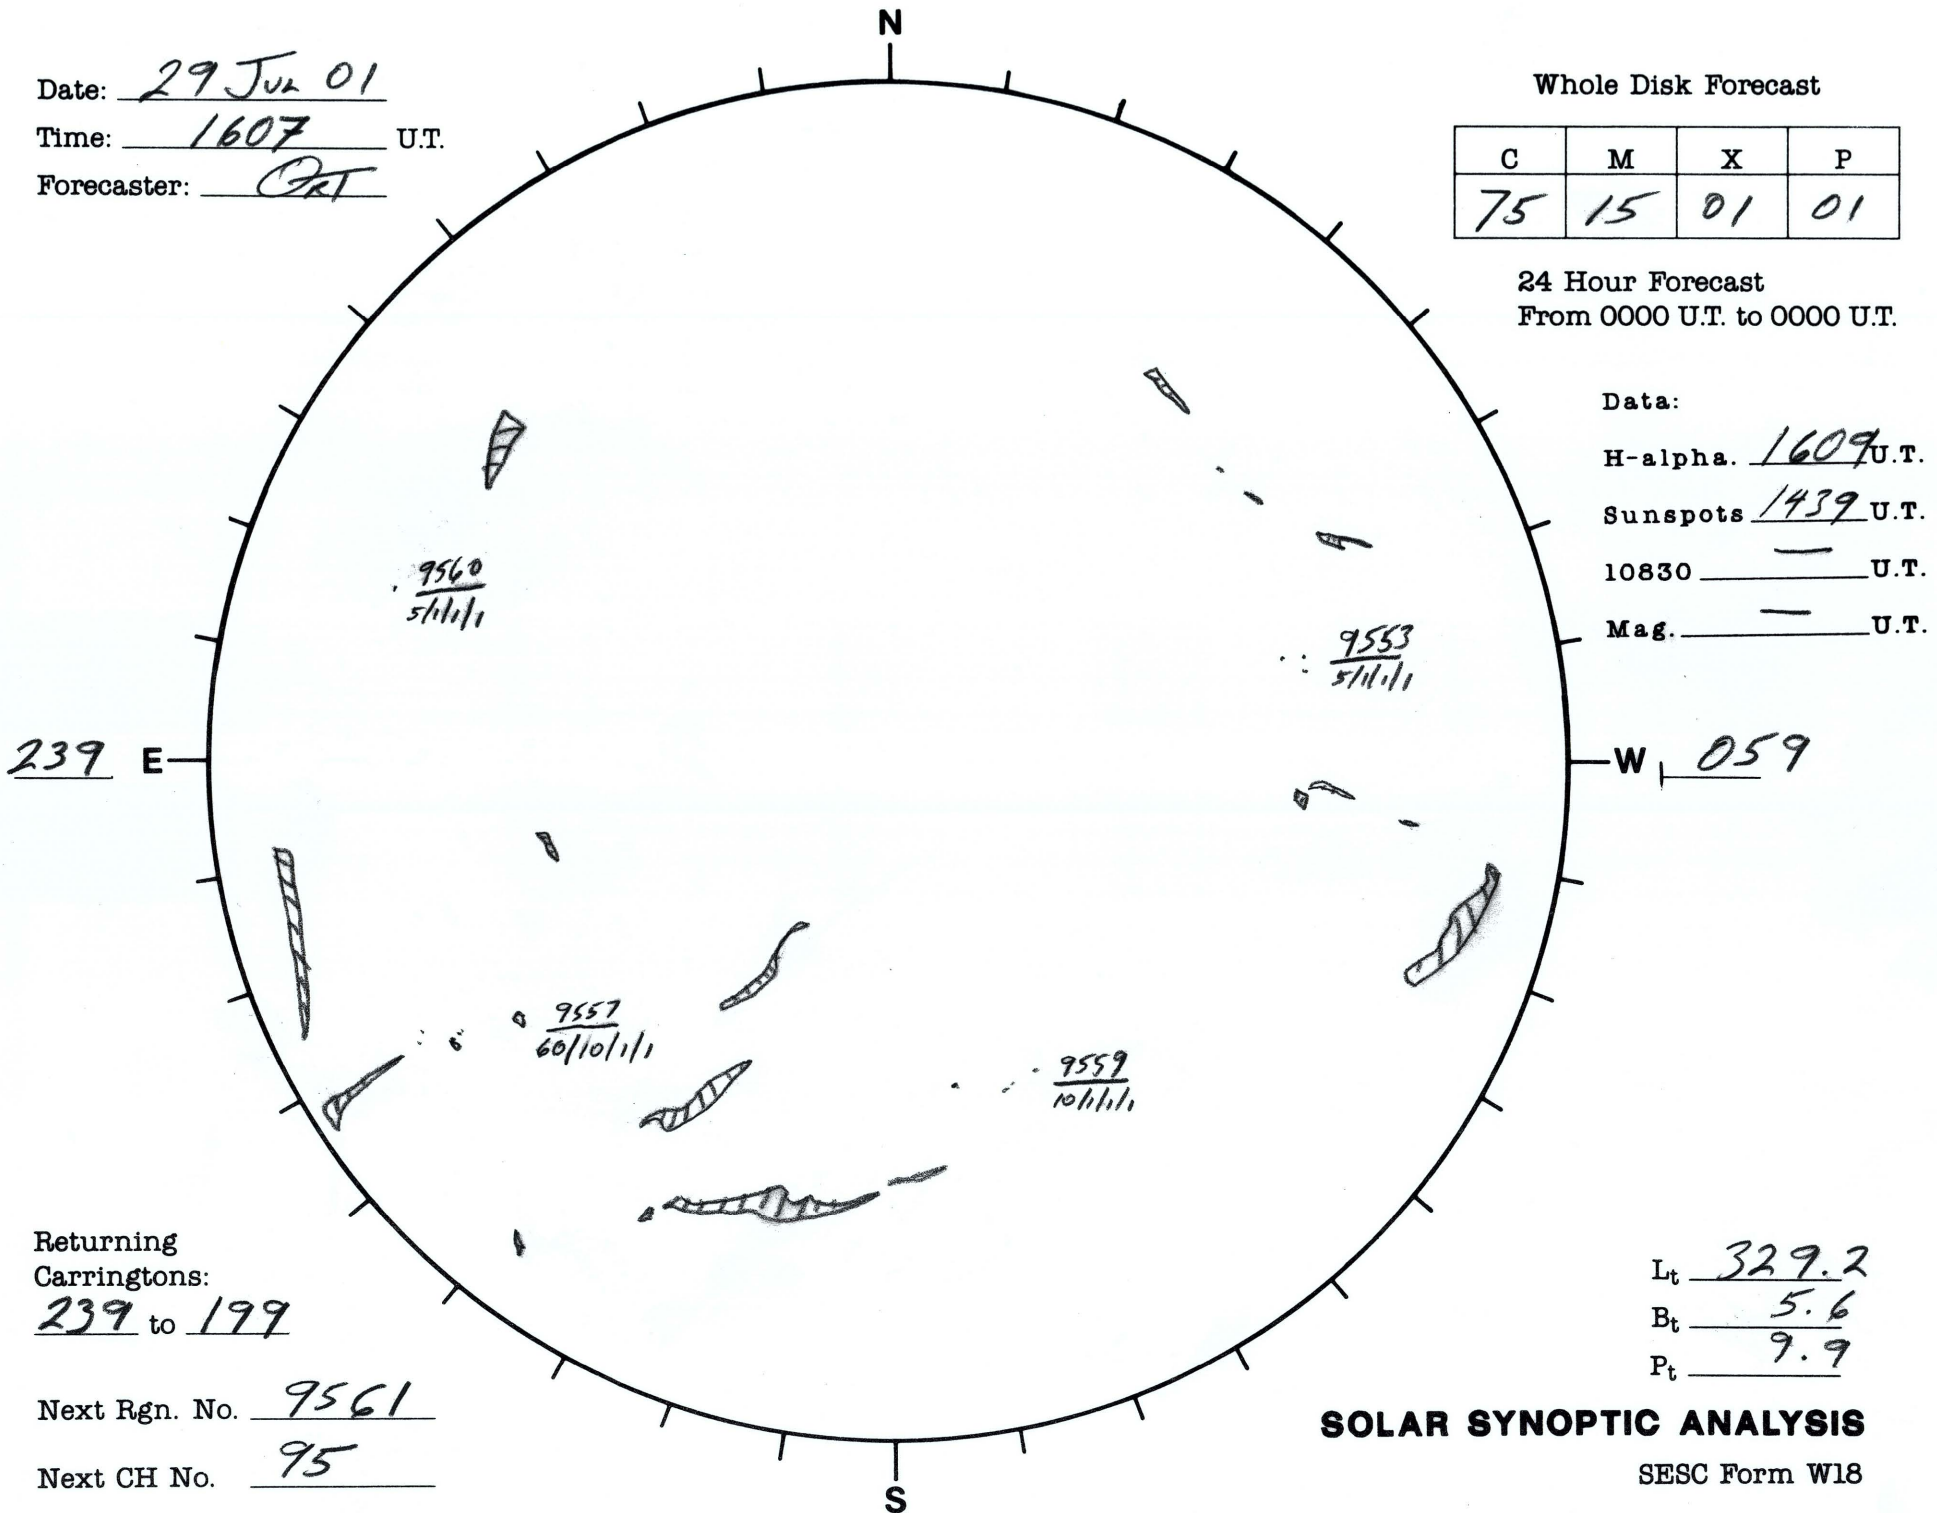 N
Date: 29 Jul 01
Time: 1607 U.T.
Forecaster: ORT
Whole Disk Forecast
C M X P
75 15 01 01
24 Hour Forecast
From 0000 U.T. to 0000 U.T.
Data:
H-alpha. 1609 U.T.
Sunspots 1439 U.T.
10830 — U.T.
Mag. — U.T.
9560
5/1/1/1
9553
5/1/1/1
239 E
W 059
9557
60/10/1/1
9559
10/1/1/1
Returning
Carringtons:
239 to 199
Next Rgn. No. 9561
Next CH No. 95
Lt 329.2
Bt 5.6
Pt 9.9
SOLAR SYNOPTIC ANALYSIS
SESC Form W18
S